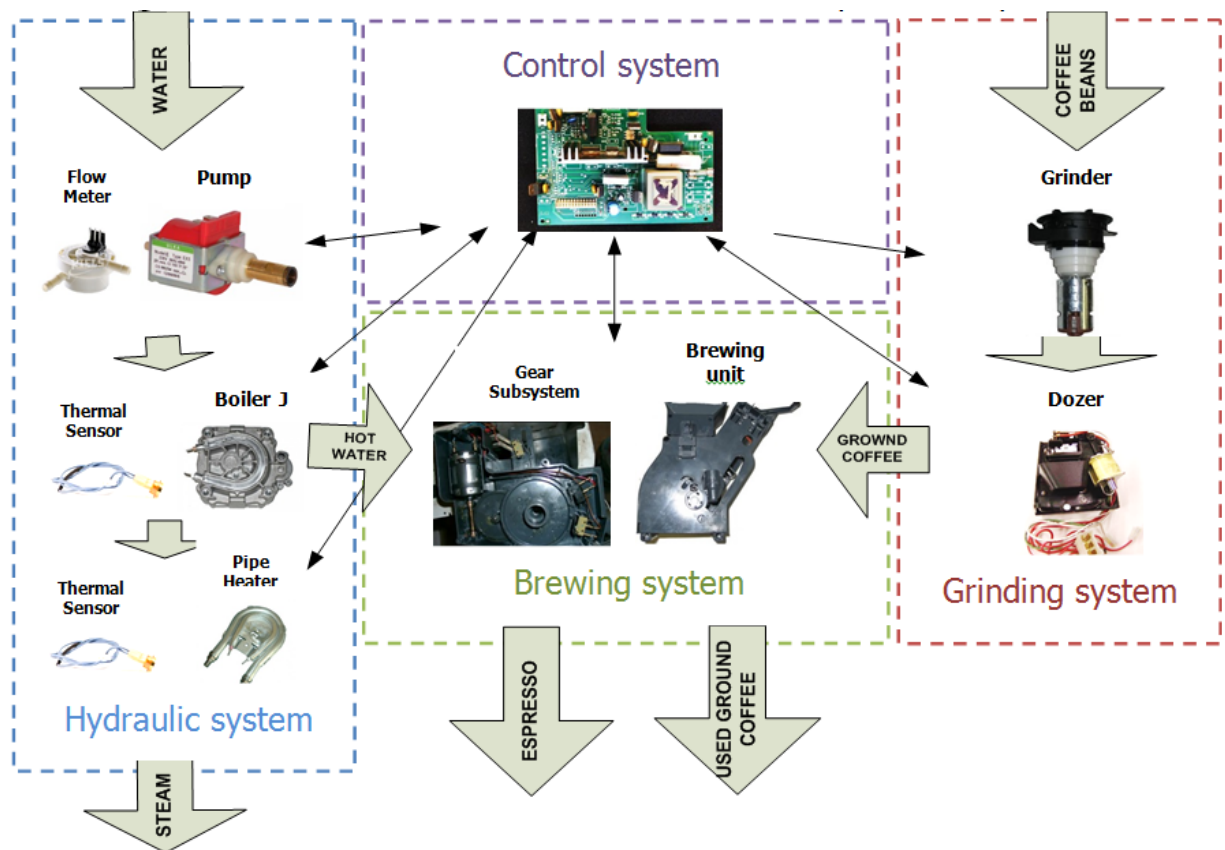 WATER
Control system
COFFEE
BEANS
Flow
Meter
Pump
Grinder
Thermal
Sensor
Boiler J
HOT
WATER
Gear
Subsystem
Brewing
unit
GROWND
COFFEE
Dozer
Thermal
Sensor
Pipe
Heater
Brewing system
Grinding system
Hydraulic system
ESPRESSO
USED GROUND
COFFEE
STEAM